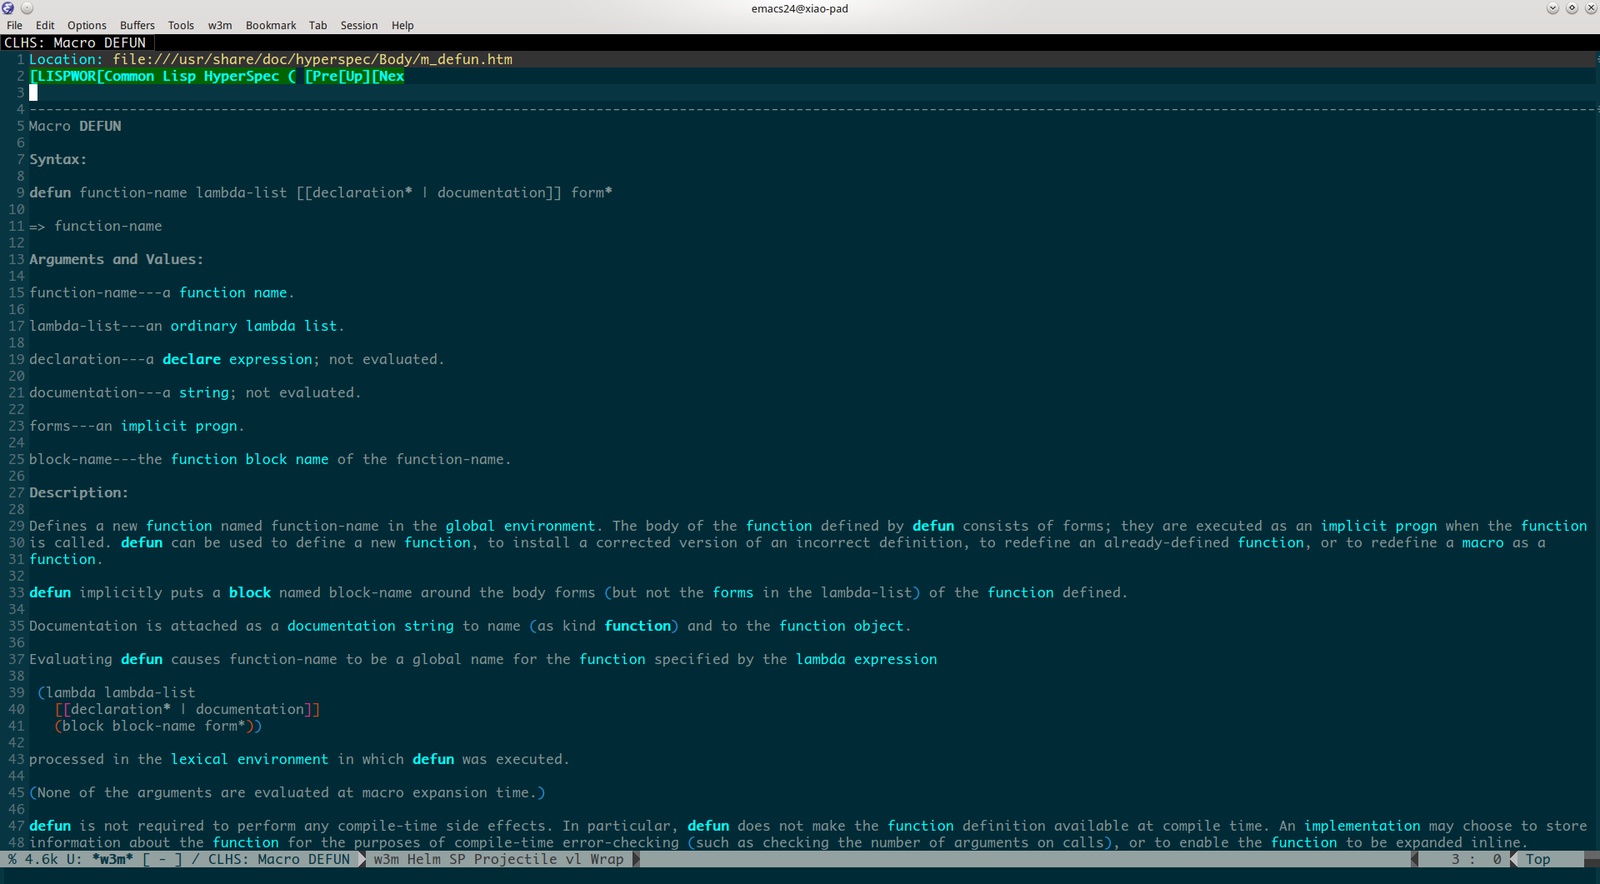 emacs24@xiao-pad
File Edit Options Buffers Tools w3m Bookmark Tab Session Help
CLHS: Macro DEFUN
1 Location: file:///usr/share/doc/hyperspec/Body/m_defun.htm
2 [LISPWOR[Common Lisp HyperSpec ( [Pre[Up][Nex
3
4 --------------------------------------------------------------------------------
5 Macro DEFUN
6
7 Syntax:
8
9 defun function-name lambda-list [[declaration* | documentation]] form*
10
11 => function-name
12
13 Arguments and Values:
14
15 function-name---a function name.
16
17 lambda-list---an ordinary lambda list.
18
19 declaration---a declare expression; not evaluated.
20
21 documentation---a string; not evaluated.
22
23 forms---an implicit progn.
24
25 block-name---the function block name of the function-name.
26
27 Description:
28
29 Defines a new function named function-name in the global environment. The body of the function defined by defun consists of forms; they are executed as an implicit progn when the function
30 is called. defun can be used to define a new function, to install a corrected version of an incorrect definition, to redefine an already-defined function, or to redefine a macro as a
31 function.
32
33 defun implicitly puts a block named block-name around the body forms (but not the forms in the lambda-list) of the function defined.
34
35 Documentation is attached as a documentation string to name (as kind function) and to the function object.
36
37 Evaluating defun causes function-name to be a global name for the function specified by the lambda expression
38
39 (lambda lambda-list
40 [[declaration* | documentation]]
41 (block block-name form*))
42
43 processed in the lexical environment in which defun was executed.
44
45 (None of the arguments are evaluated at macro expansion time.)
46
47 defun is not required to perform any compile-time side effects. In particular, defun does not make the function definition available at compile time. An implementation may choose to store
48 information about the function for the purposes of compile-time error-checking (such as checking the number of arguments on calls), or to enable the function to be expanded inline.
% 4.6k U: *w3m* [ - ] / CLHS: Macro DEFUN w3m Helm SP Projectile vl Wrap 3 : 0 Top